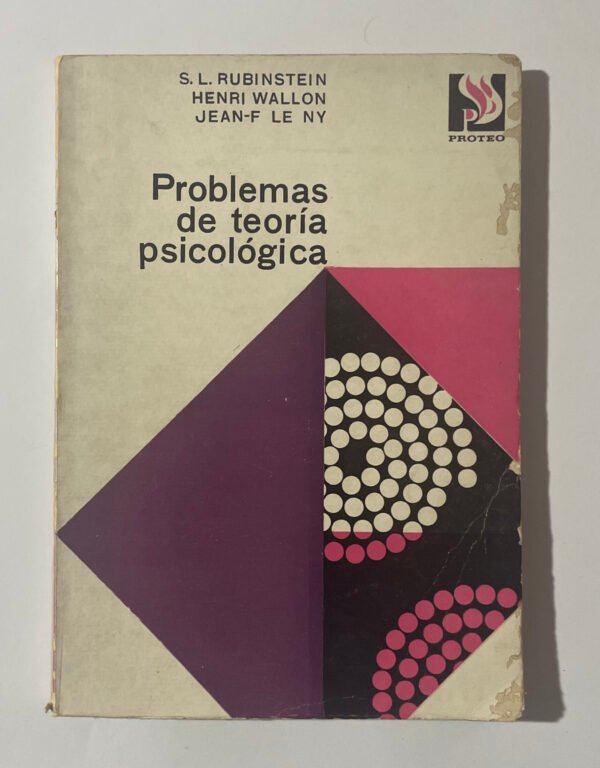 S. L. RUBINSTEIN
HENRI WALLON
JEAN-F LE NY
PROTEO
Problemas
de teoría
psicológica